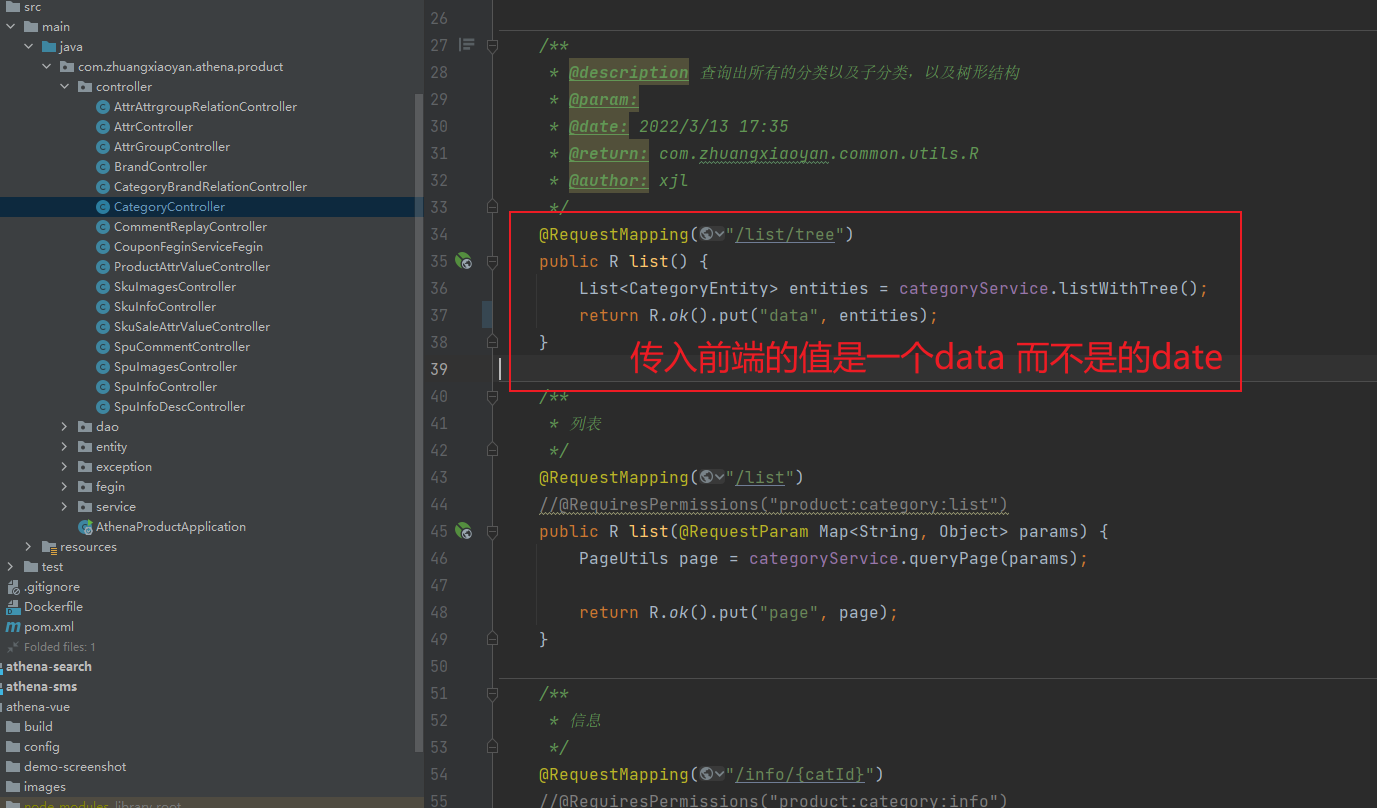 src
main
java
com.zhuangxiaoyan.athena.product
controller
AttrAttrgroupRelationController
AttrController
AttrGroupController
BrandController
CategoryBrandRelationController
CategoryController
CommentReplayController
CouponFeginServiceFegin
ProductAttrValueController
SkuImagesController
SkuInfoController
SkuSaleAttrValueController
SpuCommentController
SpuImagesController
SpuInfoController
SpuInfoDescController
dao
entity
exception
fegin
service
AthenaProductApplication
resources
test
.gitignore
Dockerfile
pom.xml
Folded files: 1
athena-search
athena-sms
athena-vue
build
config
demo-screenshot
images
node_modules library root
26
27 /**
28 * @description 查询出所有的分类以及子分类，以及树形结构
29 * @param:
30 * @date: 2022/3/13 17:35
31 * @return: com.zhuangxiaoyan.common.utils.R
32 * @author: xjl
33 */
34 @RequestMapping("/list/tree")
35 public R list() {
36 List<CategoryEntity> entities = categoryService.listWithTree();
37 return R.ok().put("data", entities);
38 }
传入前端的值是一个data 而不是的date
39
40 /**
41 * 列表
42 */
43 @RequestMapping("/list")
44 //@RequiresPermissions("product:category:list")
45 public R list(@RequestParam Map<String, Object> params) {
46 PageUtils page = categoryService.queryPage(params);
47
48 return R.ok().put("page", page);
49 }
50
51 /**
52 * 信息
53 */
54 @RequestMapping("/info/{catId}")
55 //@RequiresPermissions("product:category:info")